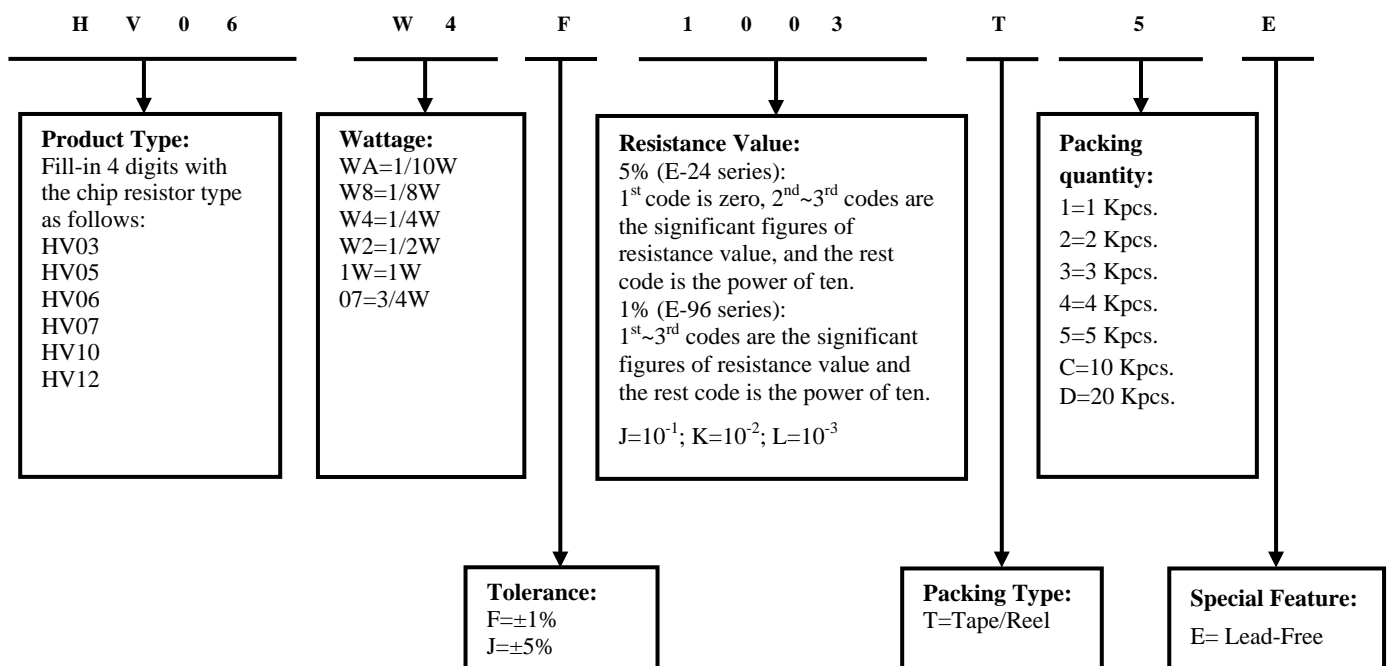 H V 0 6 W 4 F 1 0 0 3 T 5 E
Product Type:
Fill-in 4 digits with
the chip resistor type
as follows:
HV03
HV05
HV06
HV07
HV10
HV12
Wattage:
WA=1/10W
W8=1/8W
W4=1/4W
W2=1/2W
1W=1W
07=3/4W
Resistance Value:
5% (E-24 series):
1st code is zero, 2nd~3rd codes are
the significant figures of
resistance value, and the rest
code is the power of ten.
1% (E-96 series):
1st~3rd codes are the significant
figures of resistance value and
the rest code is the power of ten.
J=10-1; K=10-2; L=10-3
Packing
quantity:
1=1 Kpcs.
2=2 Kpcs.
3=3 Kpcs.
4=4 Kpcs.
5=5 Kpcs.
C=10 Kpcs.
D=20 Kpcs.
Tolerance:
F=±1%
J=±5%
Packing Type:
T=Tape/Reel
Special Feature:
E= Lead-Free